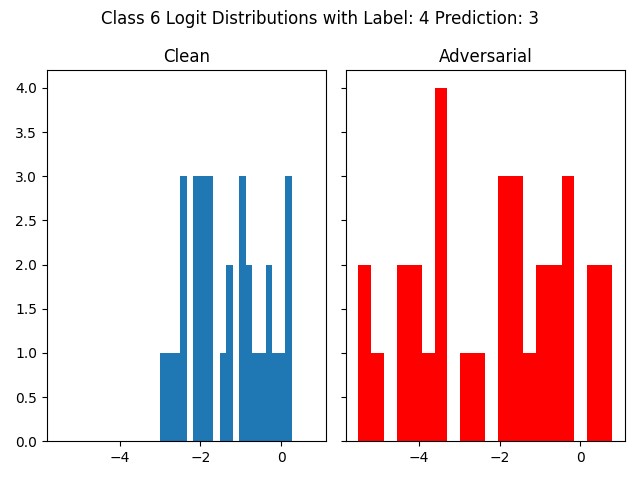 Class 6 Logit Distributions with Label: 4 Prediction: 3
Clean
Adversarial
4.0
3.5
3.0
2.5
2.0
1.5
1.0
0.5
0.0
−4 −2 0
−4 −2 0